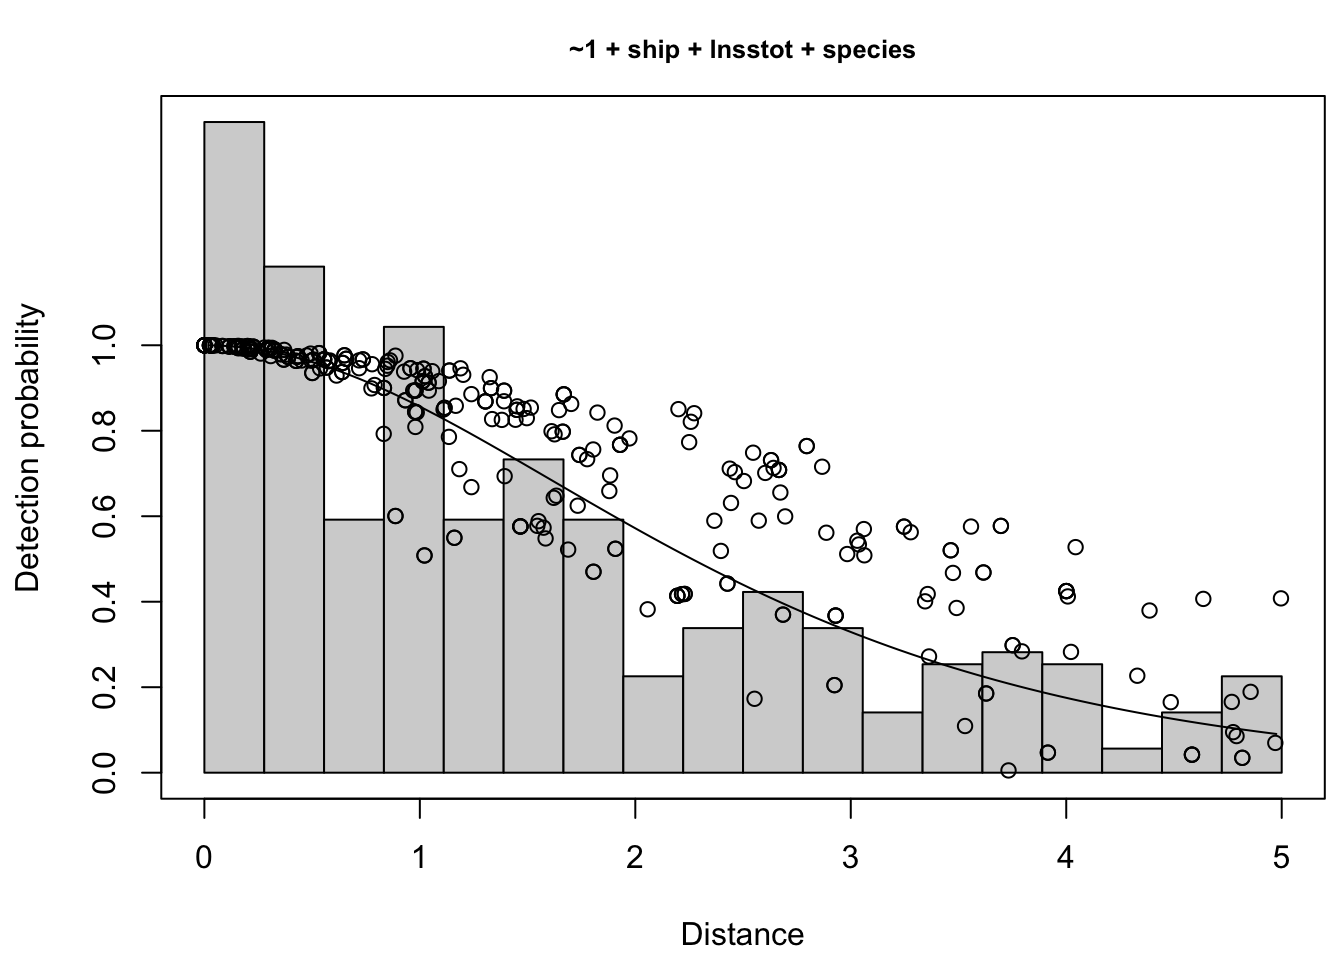 ~1 + ship + lnsstot + species
Detection probability
1.0
0.8
0.6
0.4
0.2
0.0
0 1 2 3 4 5
Distance